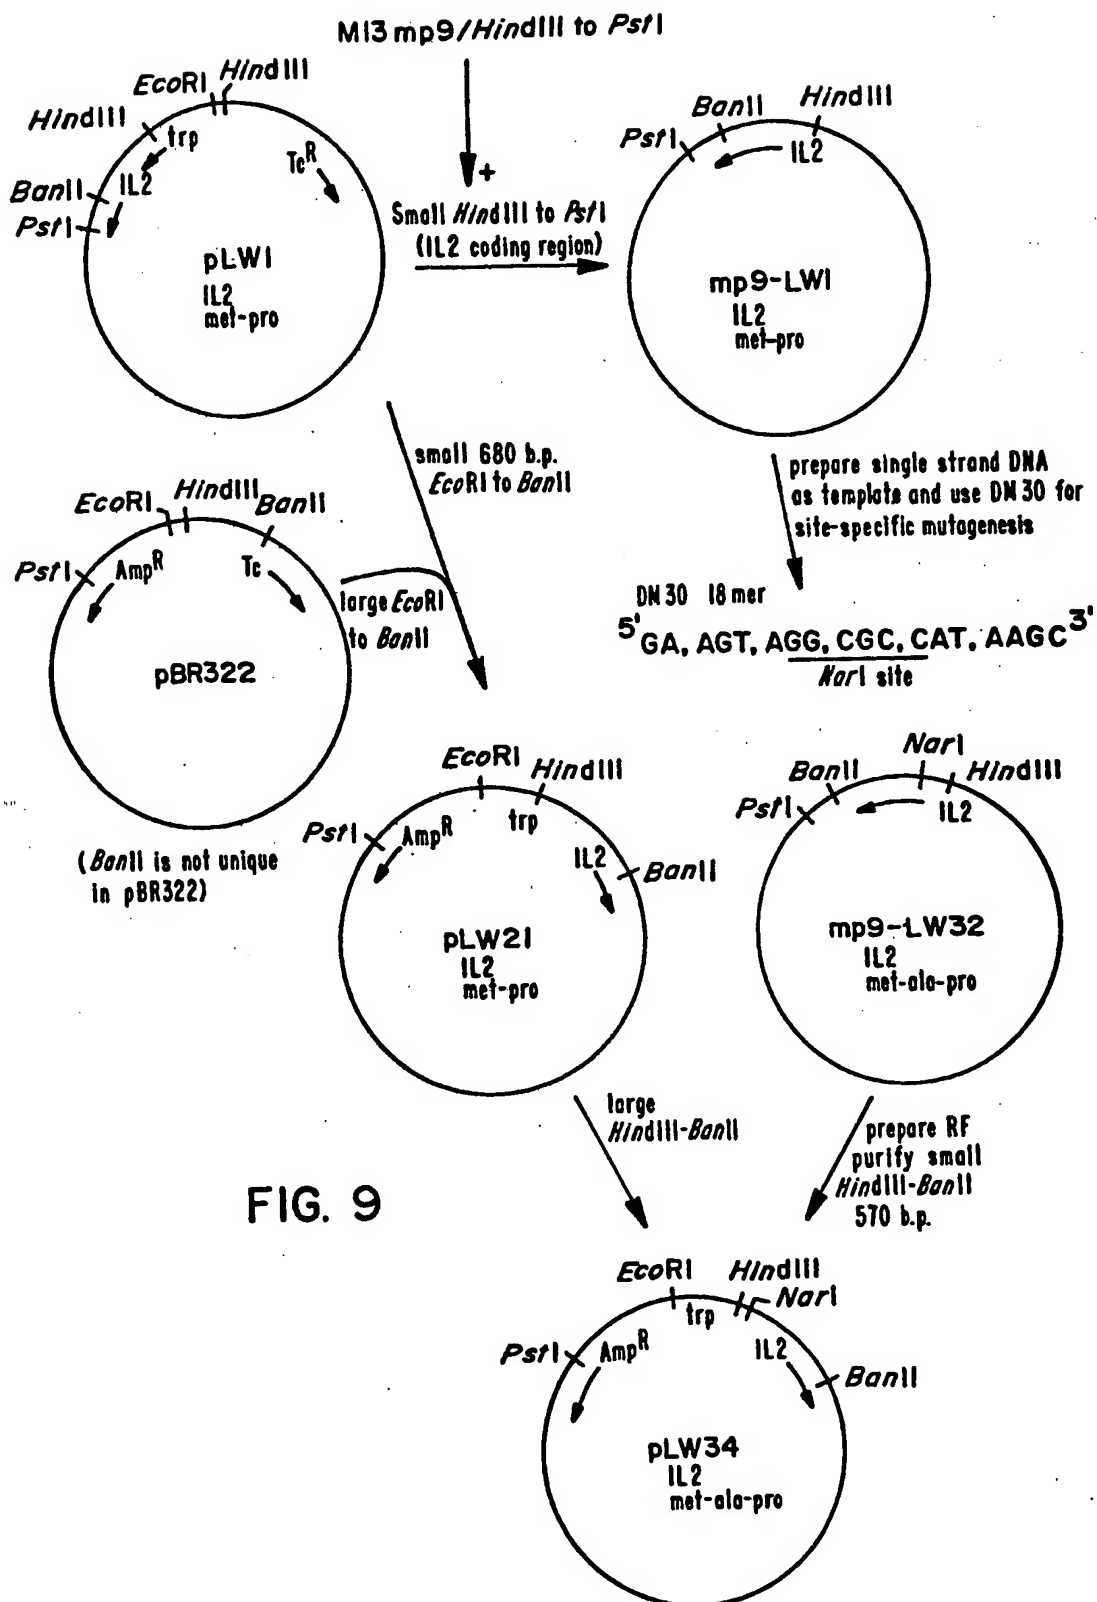 M13 mp9/HindIII to PstI
EcoRI
HindIII
HindIII
trp
TcR
BanII
IL2
PstI
pLW1
IL2
met-pro
+
Small HindIII to PstI
(IL2 coding region)
BanII
HindIII
PstI
IL2
mp9-LW1
IL2
met-pro
small 680 b.p.
EcoRI to BanII
prepare single strand DNA
as template and use DM30 for
site-specific mutagenesis
EcoRI
HindIII
BanII
PstI
AmpR
Tc
large EcoRI
to BanII
pBR322
(BanII is not unique
in pBR322)
DM30 18 mer
5' GA, AGT, AGG, CGC, CAT, AAGC 3'
NarI site
EcoRI
HindIII
PstI
AmpR
trp
IL2
BanII
pLW21
IL2
met-pro
NarI
BanII
HindIII
PstI
IL2
mp9-LW32
IL2
met-ala-pro
large
HindIII-BanII
prepare RF
purify small
HindIII-BanII
570 b.p.
FIG. 9
EcoRI
HindIII
NarI
trp
PstI
AmpR
IL2
BanII
pLW34
IL2
met-ala-pro